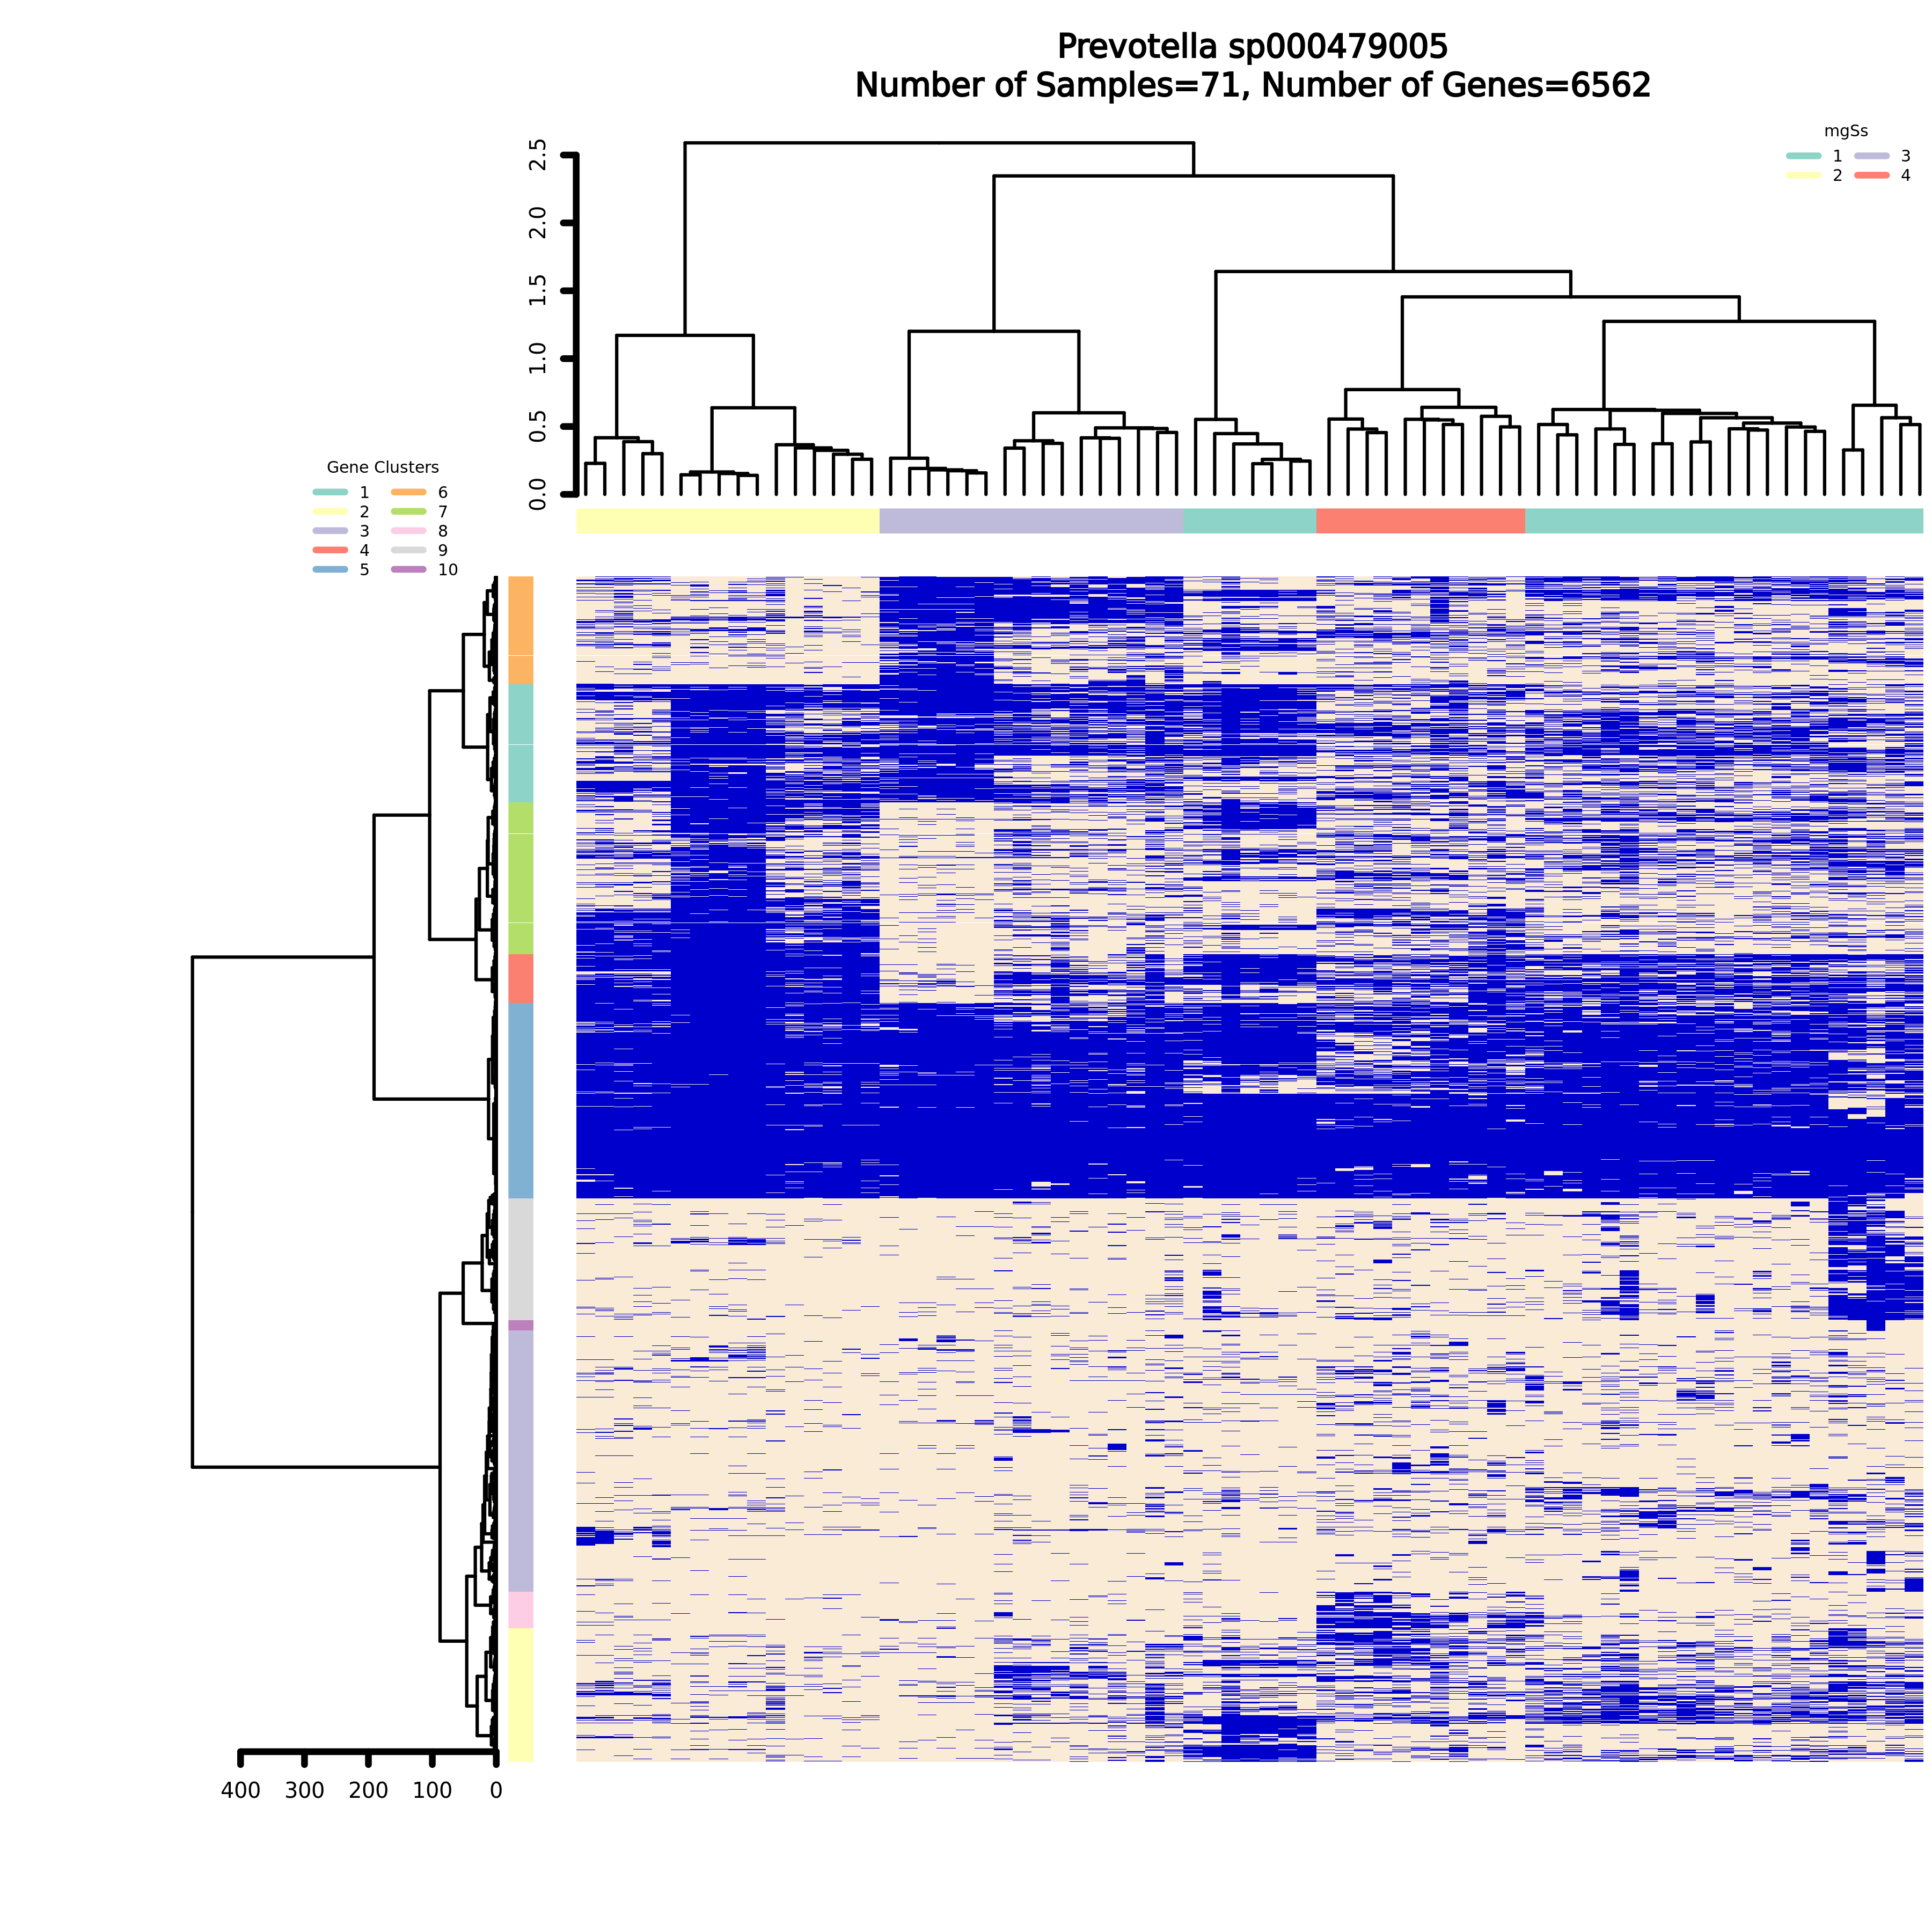 Prevotella sp000479005
Number of Samples=71, Number of Genes=6562
mgSs
1 3
2 4
2.5
2.0
1.5
1.0
0.5
0.0
Gene Clusters
1 6
2 7
3 8
4 9
5 10
400 300 200 100 0